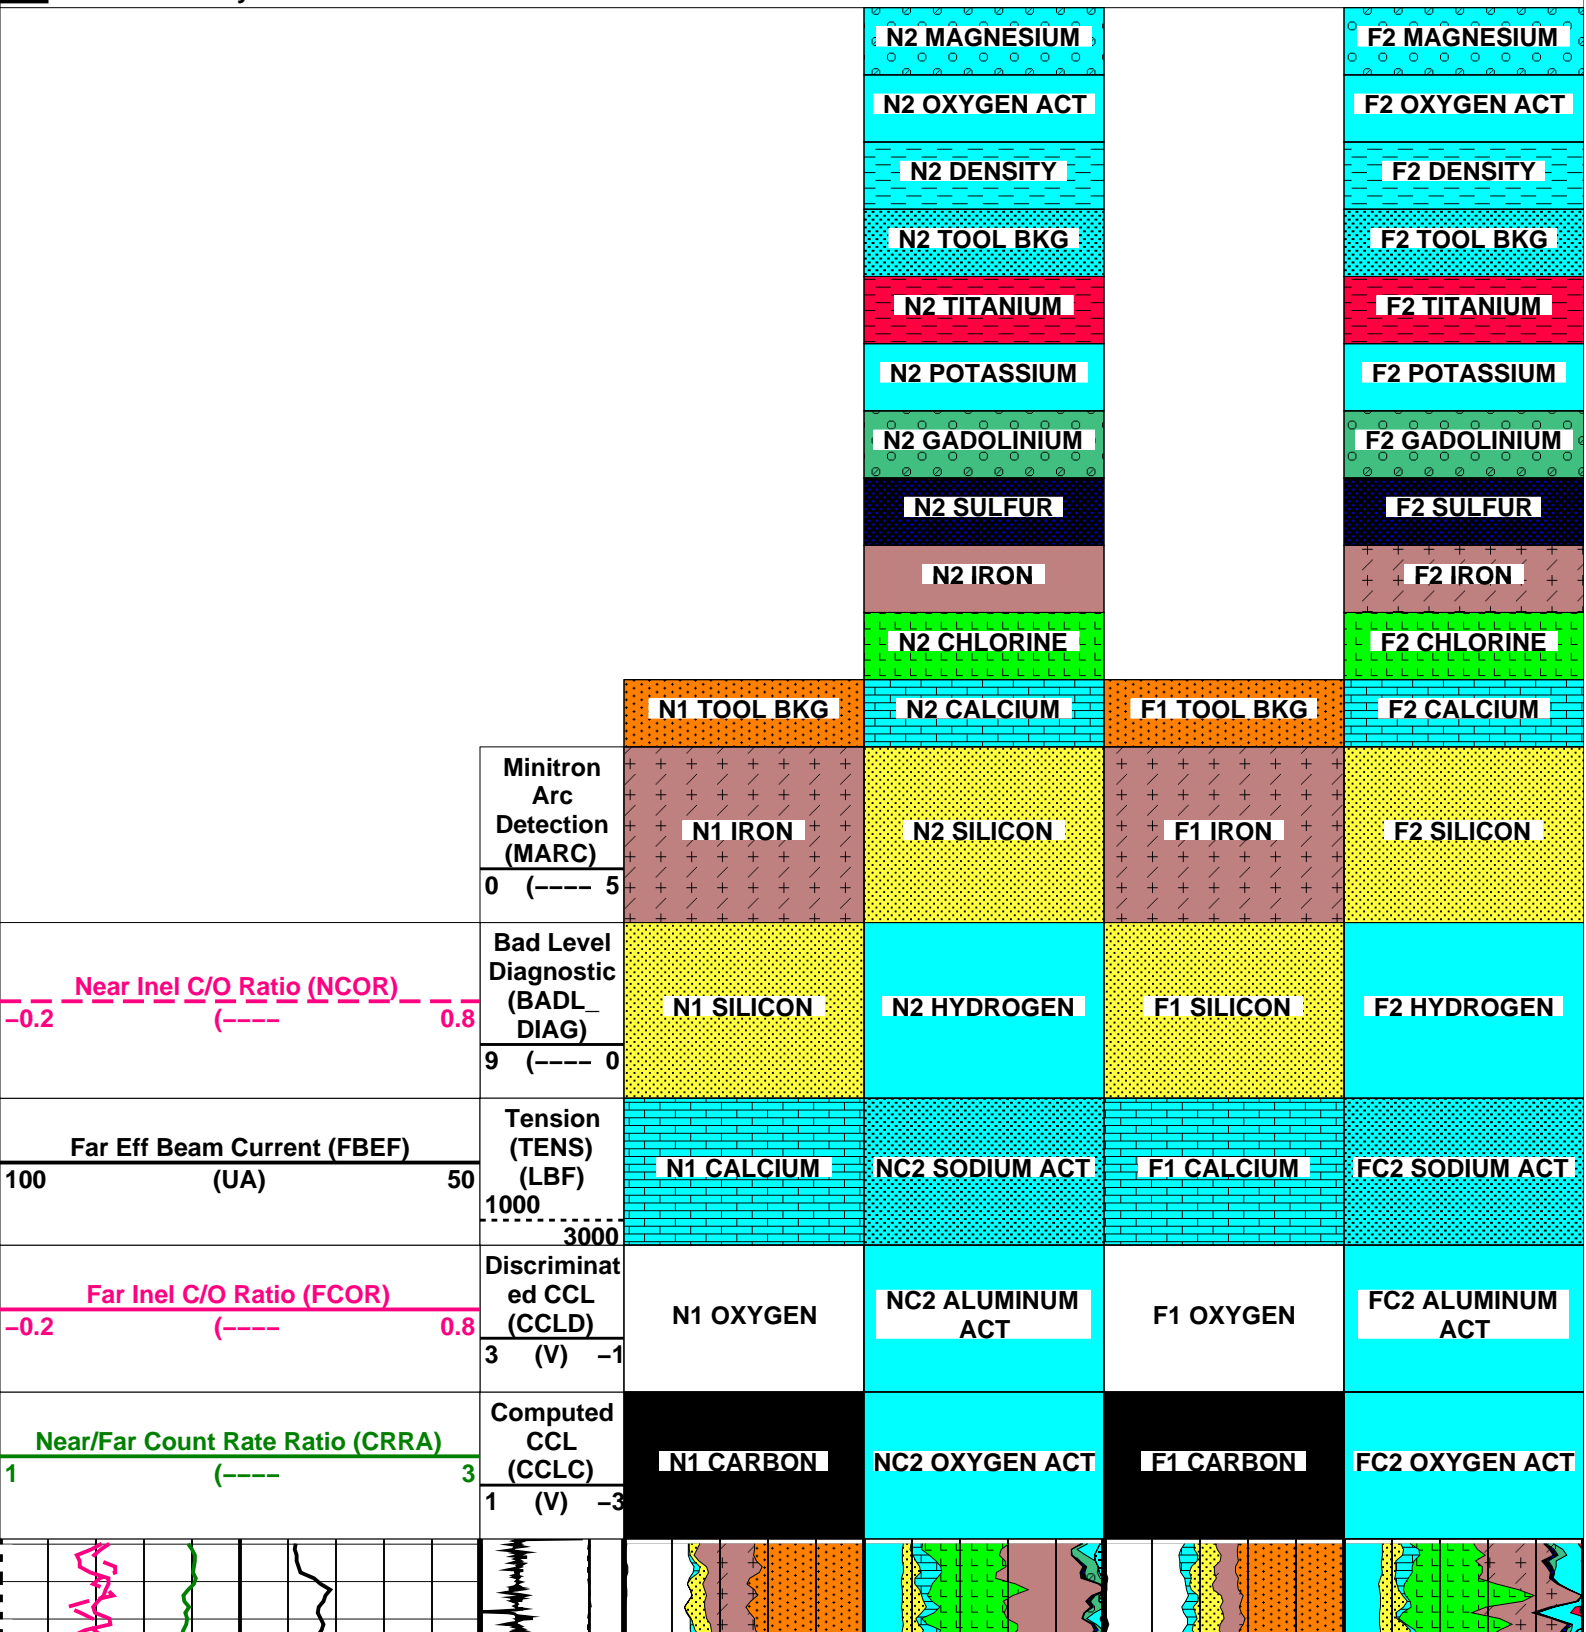 N2 MAGNESIUM F2 MAGNESIUM
N2 OXYGEN ACT F2 OXYGEN ACT
N2 DENSITY F2 DENSITY
N2 TOOL BKG F2 TOOL BKG
N2 TITANIUM F2 TITANIUM
N2 POTASSIUM F2 POTASSIUM
N2 GADOLINIUM F2 GADOLINIUM
N2 SULFUR F2 SULFUR
N2 IRON F2 IRON
N2 CHLORINE F2 CHLORINE
N1 TOOL BKG N2 CALCIUM F1 TOOL BKG F2 CALCIUM
Minitron
Arc
Detection
(MARC)
0 (---- 5
N1 IRON N2 SILICON F1 IRON F2 SILICON
Near Inel C/O Ratio (NCOR)
−0.2 (---- 0.8
Bad Level
Diagnostic
(BADL_
DIAG)
9 (---- 0
N1 SILICON N2 HYDROGEN F1 SILICON F2 HYDROGEN
Far Eff Beam Current (FBEF)
100 (UA) 50
Tension
(TENS)
(LBF)
1000
3000
N1 CALCIUM NC2 SODIUM ACT F1 CALCIUM FC2 SODIUM ACT
Far Inel C/O Ratio (FCOR)
−0.2 (---- 0.8
Discriminat
ed CCL
(CCLD)
3 (V) −1
N1 OXYGEN
NC2 ALUMINUM
ACT
F1 OXYGEN
FC2 ALUMINUM
ACT
Near/Far Count Rate Ratio (CRRA)
1 (---- 3
Computed
CCL
(CCLC)
1 (V) −3
N1 CARBON NC2 OXYGEN ACT F1 CARBON FC2 OXYGEN ACT